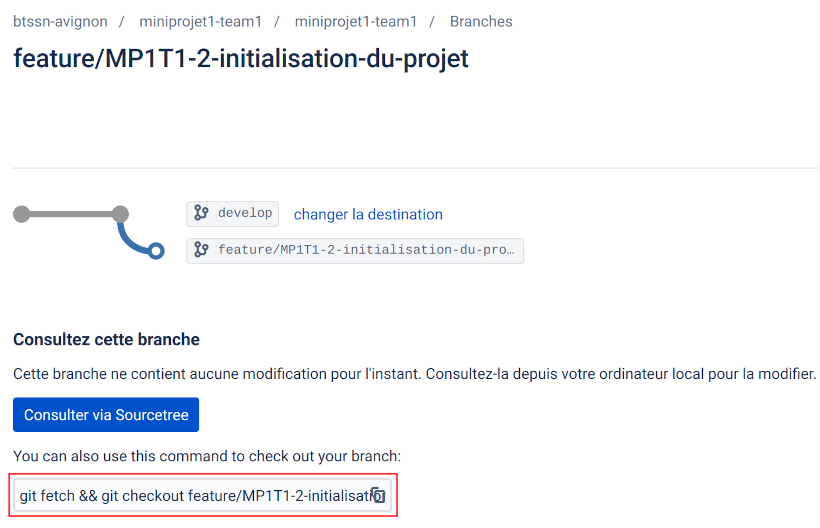 btssn-avignon / miniprojet1-team1 / miniprojet1-team1 / Branches
feature/MP1T1-2-initialisation-du-projet
develop changer la destination
feature/MP1T1-2-initialisation-du-pro…
Consultez cette branche
Cette branche ne contient aucune modification pour l'instant. Consultez-la depuis votre ordinateur local pour la modifier.
Consulter via Sourcetree
You can also use this command to check out your branch:
git fetch && git checkout feature/MP1T1-2-initialisatio